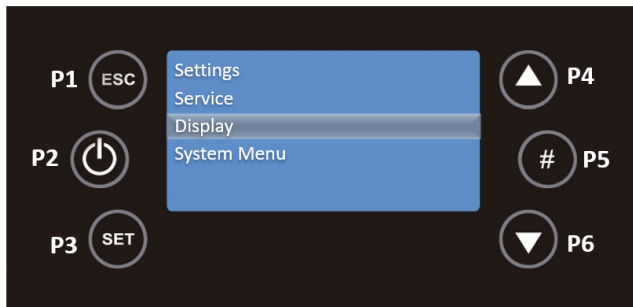 P1 ESC
P2
P3 SET
Settings
Service
Display
System Menu
P4
# P5
P6